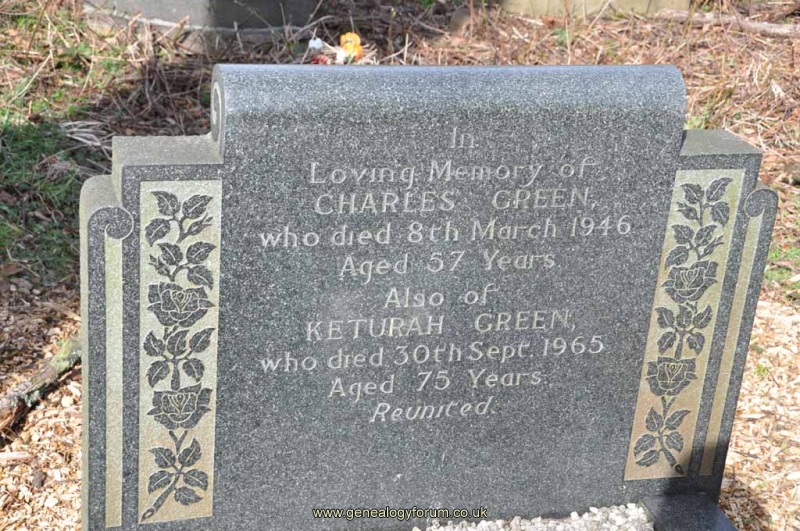 In
Loving Memory of
CHARLES GREEN,
who died 8th March 1946
Aged 57 Years.
Also of
KETURAH GREEN,
who died 30th Sept. 1965
Aged 75 Years.
Reunited.
www.genealogyforum.co.uk